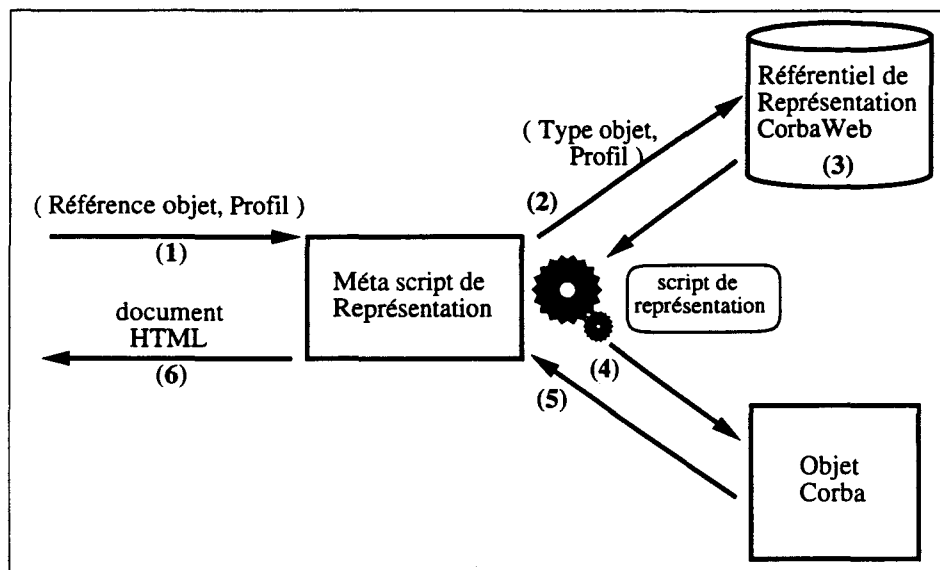 Référentiel de
Représentation
CorbaWeb
(3)
( Type objet,
Profil )
(2)
( Référence objet, Profil )
(1)
Méta script de
Représentation
script de
représentation
document
HTML
(6)
(4)
(5)
Objet
Corba